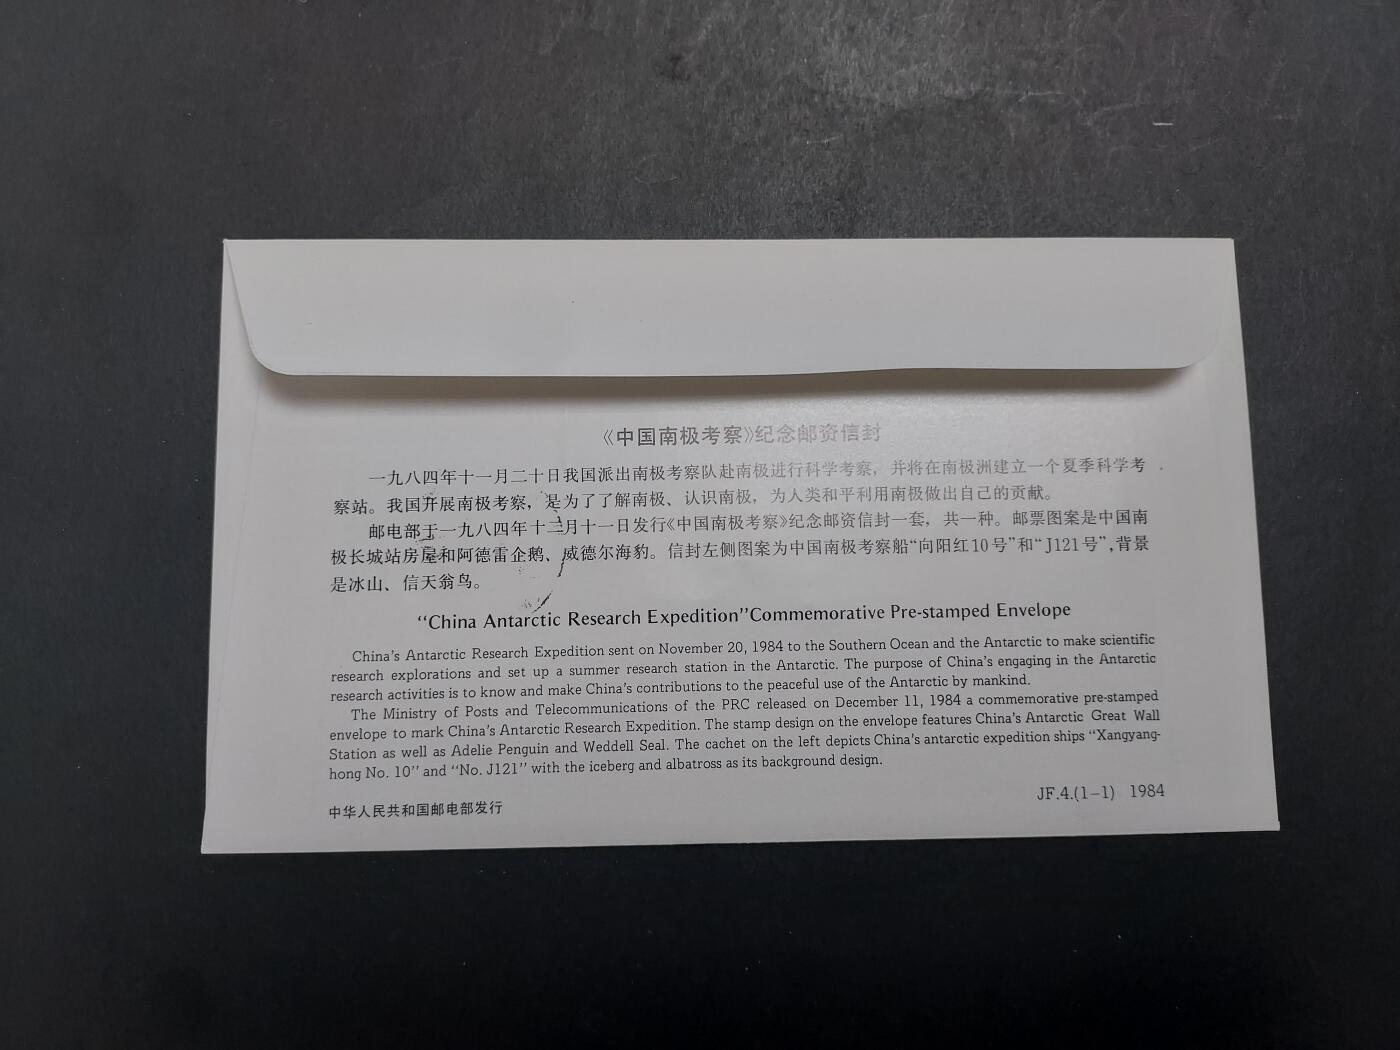 《中国南极考察》纪念邮资信封
一九八四年十一月二十日我国派出南极考察队赴南极进行科学考察，并将在南极洲建立一个夏季科学考
察站。我国开展南极考察，是为了了解南极、认识南极，为人类和平利用南极做出自己的贡献。
邮电部于一九八四年十二月十一日发行《中国南极考察》纪念邮资信封一套，共一种。邮票图案是中国南
极长城站房屋和阿德雷企鹅、威德尔海豹。信封左侧图案为中国南极考察船“向阳红10号”和“J121号”，背景
是冰山、信天翁鸟。
“China Antarctic Research Expedition”Commemorative Pre-stamped Envelope
China's Antarctic Research Expedition sent on November 20, 1984 to the Southern Ocean and the Antarctic to make scientific
research explorations and set up a summer research station in the Antarctic. The purpose of China's engaging in the Antarctic
research activities is to know and make China's contributions to the peaceful use of the Antarctic by mankind.
The Ministry of Posts and Telecommunications of the PRC released on December 11, 1984 a commemorative pre-stamped
envelope to mark China's Antarctic Research Expedition. The stamp design on the envelope features China's Antarctic Great Wall
Station as well as Adelie Penguin and Weddell Seal. The cachet on the left depicts China's antarctic expedition ships “Xangyang-
hong No. 10” and “No. J121” with the iceberg and albatross as its background design.
中华人民共和国邮电部发行
JF.4.(1-1) 1984